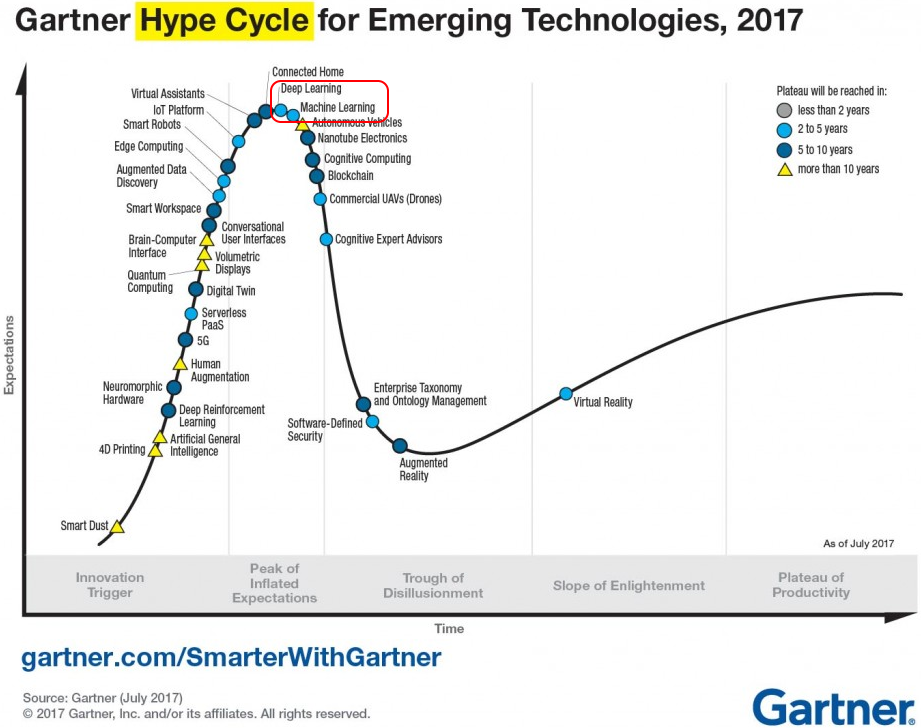 Gartner Hype Cycle for Emerging Technologies, 2017
Connected Home
Deep Learning
Virtual Assistants
Machine Learning
IoT Platform
Autonomous Vehicles
Smart Robots
Nanotube Electronics
Edge Computing
Cognitive Computing
Augmented Data
Discovery
Blockchain
Commercial UAVs (Drones)
Smart Workspace
Conversational
User Interfaces
Cognitive Expert Advisors
Brain-Computer
Interface
Volumetric
Displays
Quantum
Computing
Digital Twin
Serverless
PaaS
5G
Human
Augmentation
Neuromorphic
Hardware
Deep Reinforcement
Learning
Artificial General
Intelligence
4D Printing
Smart Dust
Enterprise Taxonomy
and Ontology Management
Software-Defined
Security
Augmented
Reality
Virtual Reality
Plateau will be reached in:
less than 2 years
2 to 5 years
5 to 10 years
more than 10 years
As of July 2017
Expectations
Innovation
Trigger
Peak of
Inflated
Expectations
Trough of
Disillusionment
Slope of Enlightenment
Plateau of
Productivity
Time
gartner.com/SmarterWithGartner
Source: Gartner (July 2017)
© 2017 Gartner, Inc. and/or its affiliates. All rights reserved.
Gartner®